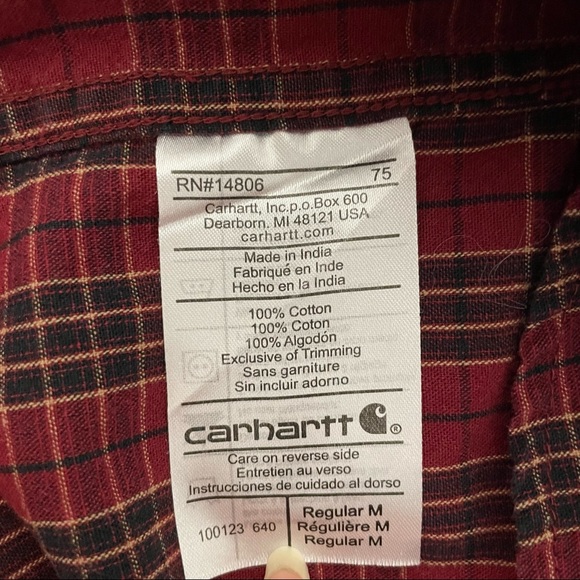 RN#14806 75
Carhartt, Inc.p.o.Box 600
Dearborn. MI 48121 USA
carhartt.com
Made in India
Fabriqué en Inde
Hecho en la India
100% Cotton
100% Coton
100% Algodón
Exclusive of Trimming
Sans garniture
Sin incluir adorno
carhartt ®
Care on reverse side
Entretien au verso
Instrucciones de cuidado al dorso
100123 640
Regular M
Régulière M
Regular M